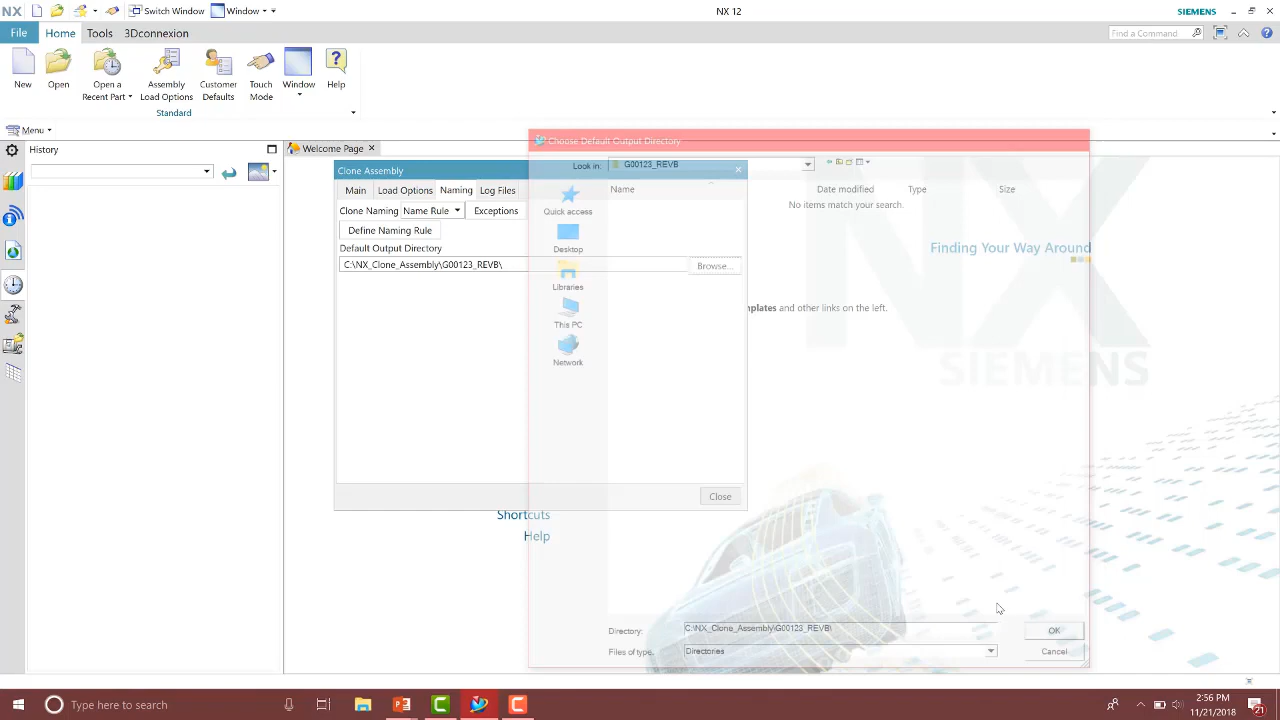 NX
Switch Window
Window
NX 12
SIEMENS
File
Home
Tools
3Dconnexion
Find a Command
New
Open
Open a
Recent Part
Assembly
Load Options
Customer
Defaults
Touch
Mode
Window
Help
Standard
Menu
History
Welcome Page
Choose Default Output Directory
Look in:
G00123_REVB
Clone Assembly
Main
Load Options
Naming
Log Files
Name
Date modified
Type
Size
Quick access
No items match your search.
Clone Naming
Name Rule
Exceptions
Define Naming Rule
Desktop
Default Output Directory
Finding Your Way Around
C:\NX_Clone_Assembly\G00123_REVB\
Browse...
Libraries
mplates and other links on the left.
This PC
Network
NX
SIEMENS
Close
Shortcuts
Help
Directory:
C:\NX_Clone_Assembly\G00123_REVB\
OK
Files of type:
Directories
Cancel
Type here to search
2:56 PM
11/21/2018
21